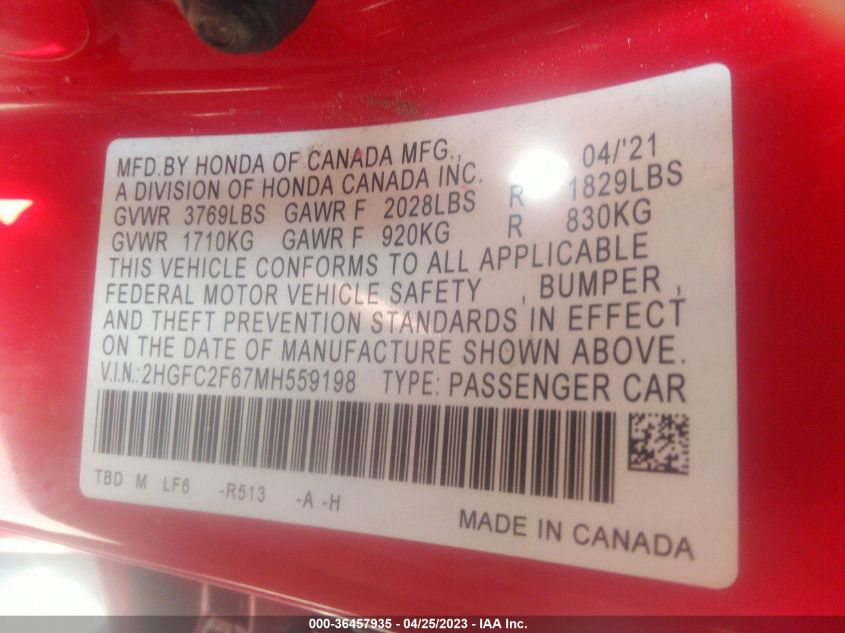 MFD.BY HONDA OF CANADA MFG., 04/'21
A DIVISION OF HONDA CANADA INC.
GVWR 3769LBS GAWR F 2028LBS R 1829LBS
GVWR 1710KG GAWR F 920KG R 830KG
THIS VEHICLE CONFORMS TO ALL APPLICABLE
FEDERAL MOTOR VEHICLE SAFETY , BUMPER ,
AND THEFT PREVENTION STANDARDS IN EFFECT
ON THE DATE OF MANUFACTURE SHOWN ABOVE.
V.I.N.:2HGFC2F67MH559198 TYPE: PASSENGER CAR
TBD M LF6 -R513 -A -H
MADE IN CANADA
000-36457935 - 04/25/2023 - IAA Inc.